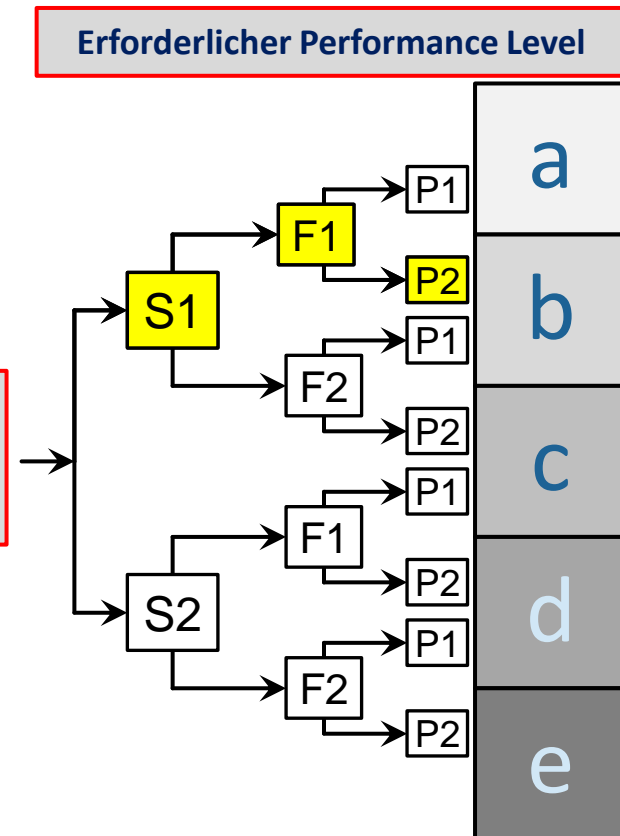 Erforderlicher Performance Level
a
P1
F1
P2
b
S1
P1
F2
P2
c
P1
F1
P2
d
S2
P1
F2
P2
e